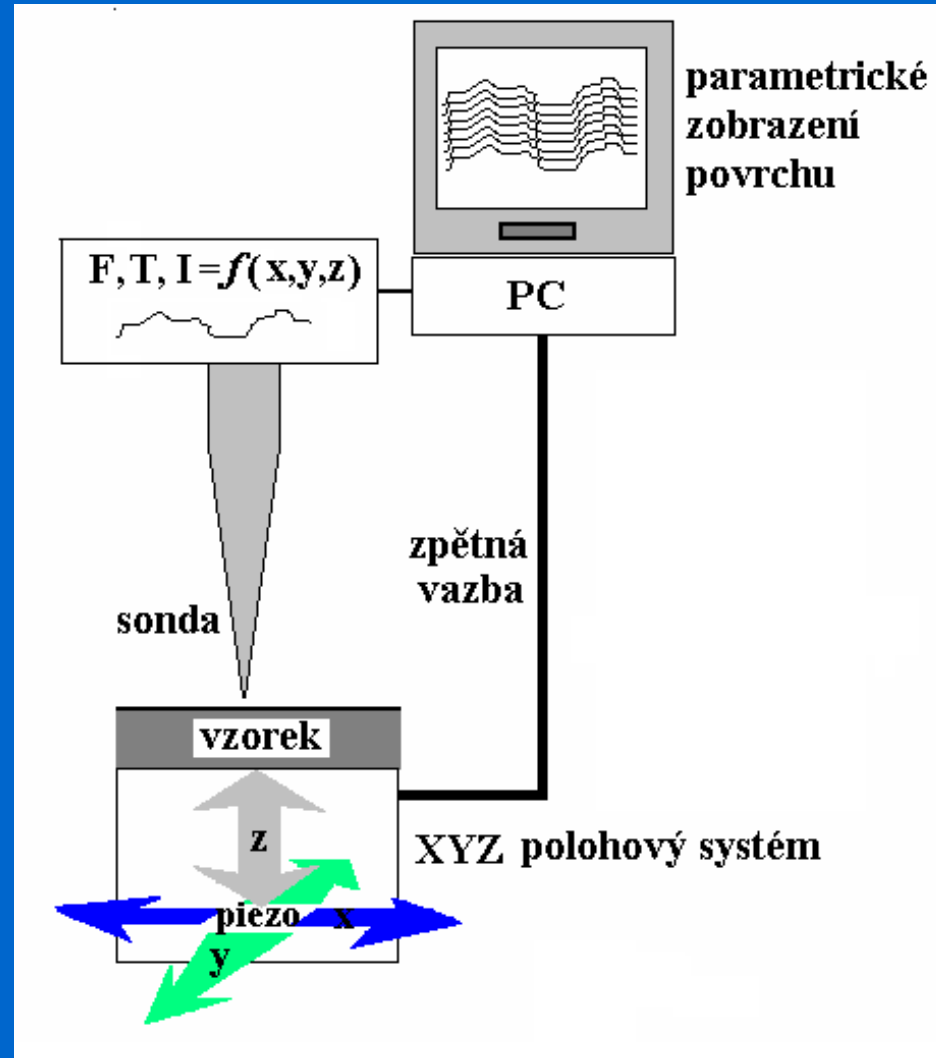 parametrické
zobrazení
povrchu
F, T, I=f(x,y,z)
PC
zpětná
vazba
sonda
vzorek
z
XYZ polohový systém
piezo x
y